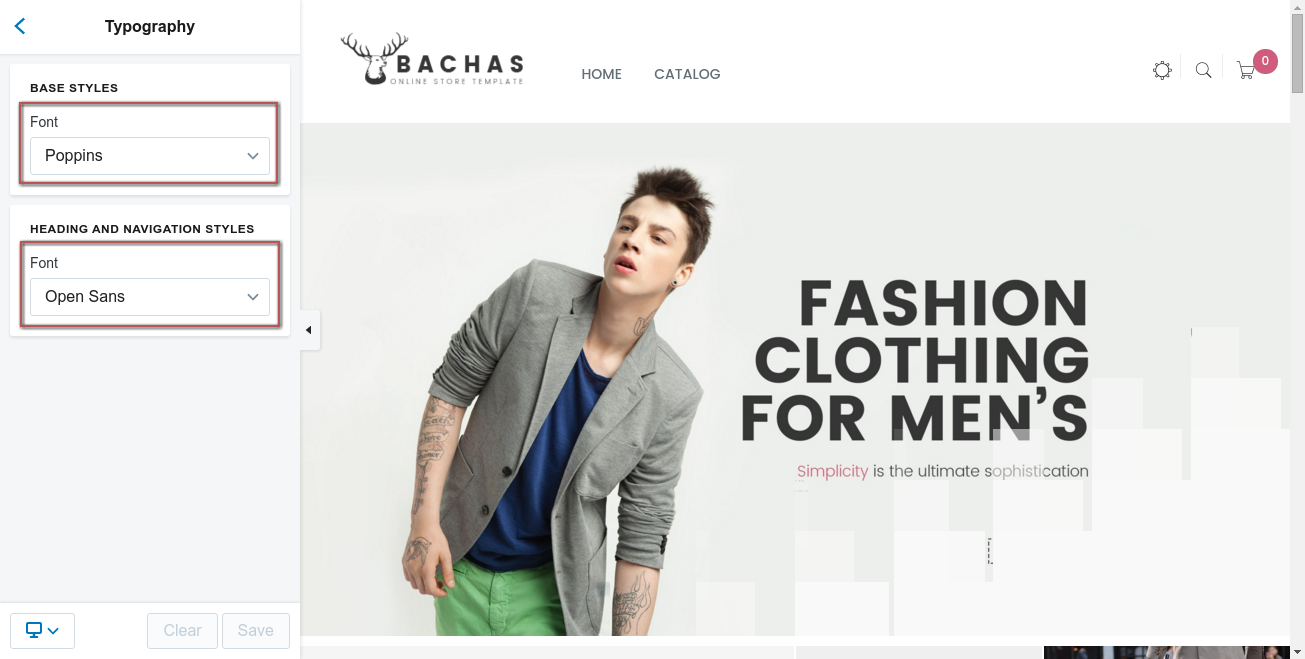 Typography
BASE STYLES
Font
Poppins
HEADING AND NAVIGATION STYLES
Font
Open Sans
Clear
Save
BACHAS
ONLINE STORE TEMPLATE
HOME
CATALOG
0
FASHION
CLOTHING
FOR MEN’S
Simplicity is the ultimate sophistication